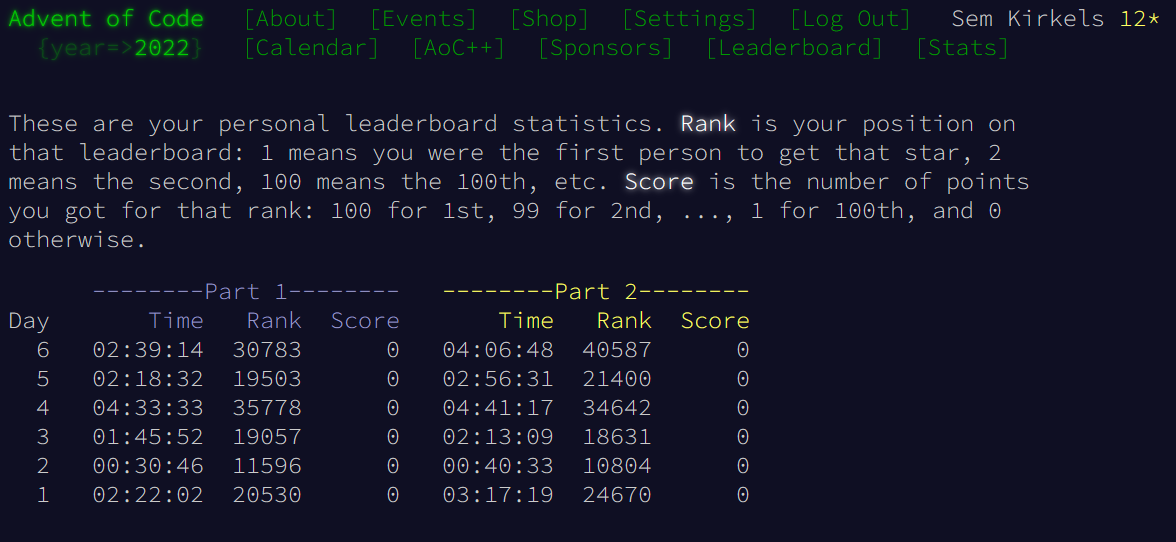 Advent of Code [About] [Events] [Shop] [Settings] [Log Out] Sem Kirkels 12*
{year=>2022} [Calendar] [AoC++] [Sponsors] [Leaderboard] [Stats]
These are your personal leaderboard statistics. Rank is your position on
that leaderboard: 1 means you were the first person to get that star, 2
means the second, 100 means the 100th, etc. Score is the number of points
you got for that rank: 100 for 1st, 99 for 2nd, ..., 1 for 100th, and 0
otherwise.
--------Part 1-------- --------Part 2--------
Day Time Rank Score Time Rank Score
6 02:39:14 30783 0 04:06:48 40587 0
5 02:18:32 19503 0 02:56:31 21400 0
4 04:33:33 35778 0 04:41:17 34642 0
3 01:45:52 19057 0 02:13:09 18631 0
2 00:30:46 11596 0 00:40:33 10804 0
1 02:22:02 20530 0 03:17:19 24670 0